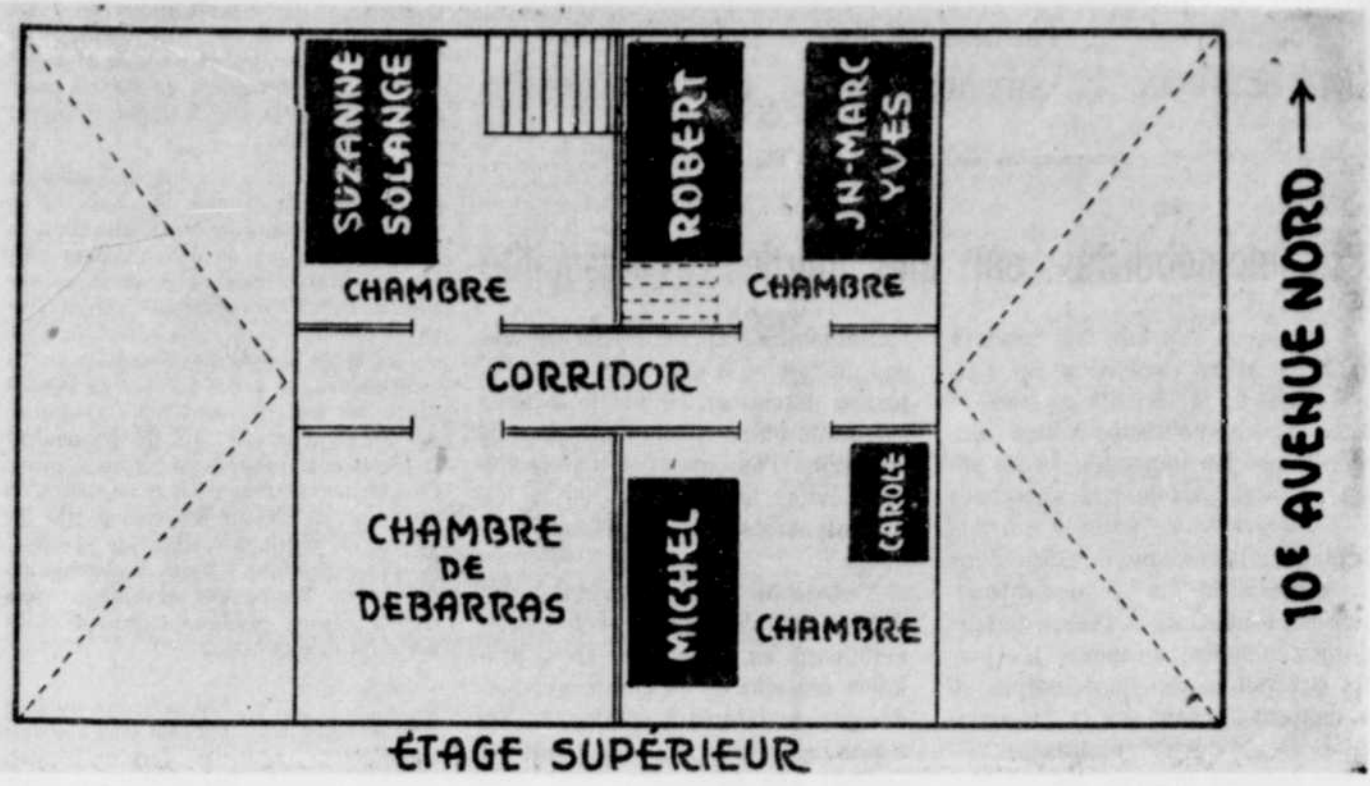 SUZANNE
SOLANGE
ROBERT
JN-MARC
YVES
CHAMBRE
CHAMBRE
CORRIDOR
CHAMBRE
DE
DEBARRAS
MICHEL
CAROLE
CHAMBRE
ÉTAGE SUPÉRIEUR
10E AVENUE NORD →